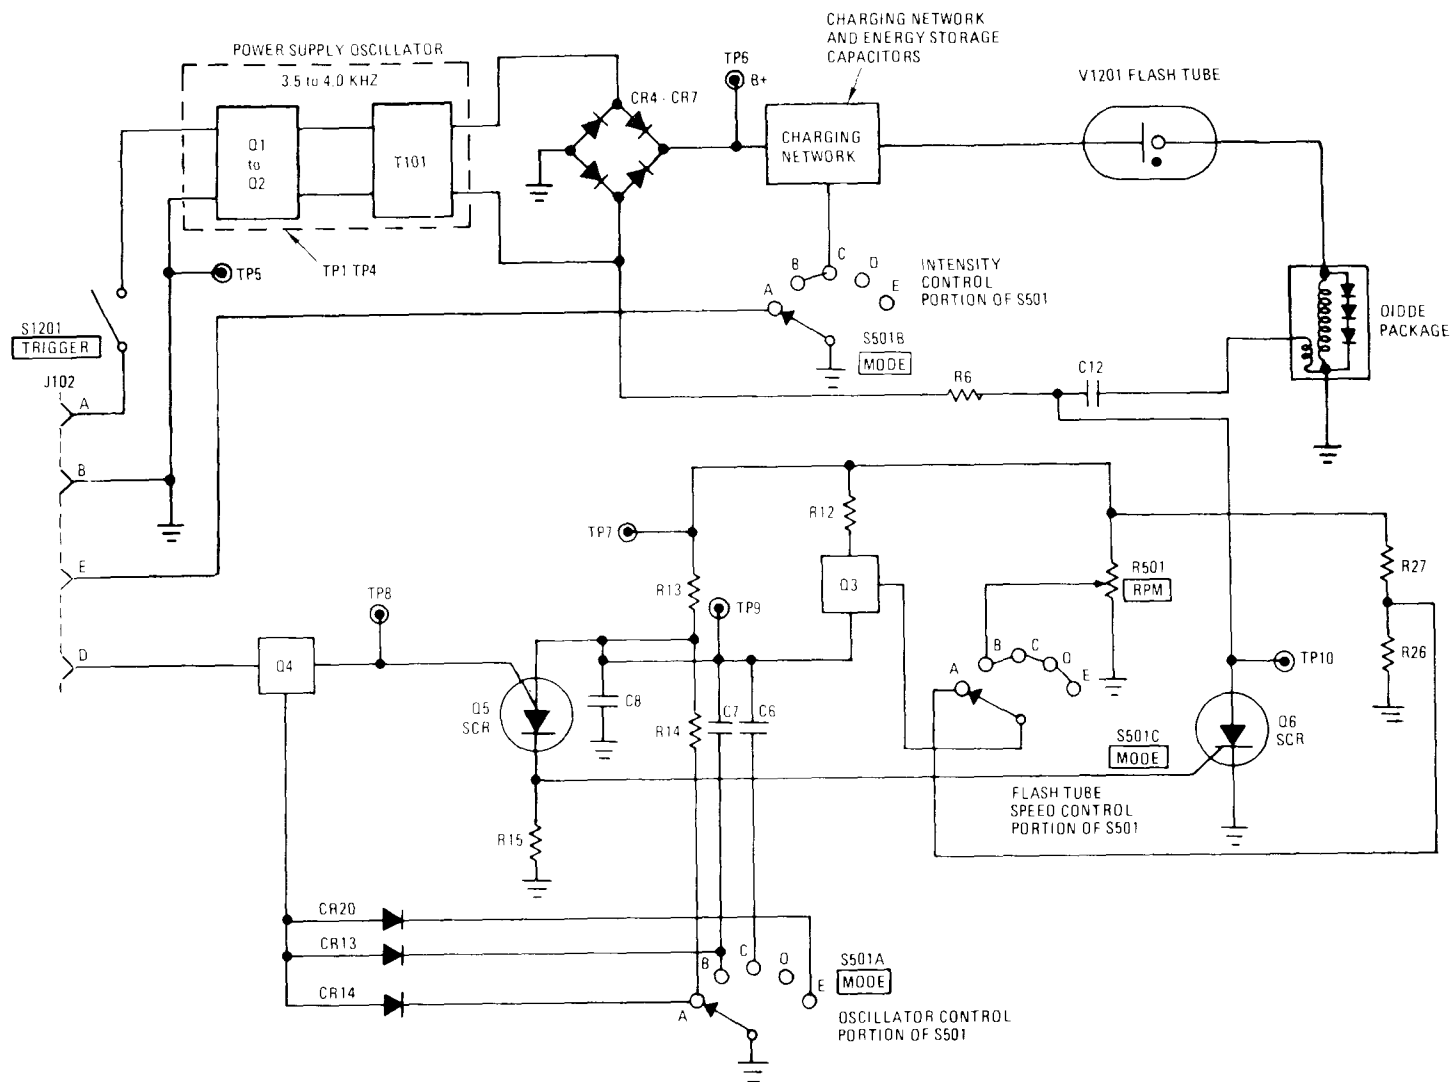 CHARGING NETWORK
AND ENERGY STORAGE
CAPACITORS
POWER SUPPLY OSCILLATOR
3.5 to 4.0 KHZ
TP6
B+
V1201 FLASH TUBE
CR4 - CR7
Q1
to
Q2
T101
CHARGING
NETWORK
TP5
TP1 TP4
A
B
C
D
E
INTENSITY
CONTROL
PORTION OF S501
S501B
MODE
DIODE
PACKAGE
S1201
TRIGGER
J102
A
B
E
D
R6
C12
TP7
R12
Q3
R13
TP9
TP8
R501
RPM
R27
R26
A
B
C
D
E
TP10
Q4
Q5
SCR
C8
R14
C7
C6
S501C
MODE
Q6
SCR
FLASH TUBE
SPEED CONTROL
PORTION OF S501
R15
CR20
CR13
CR14
A
B
C
D
E
S501A
MODE
OSCILLATOR CONTROL
PORTION OF S501